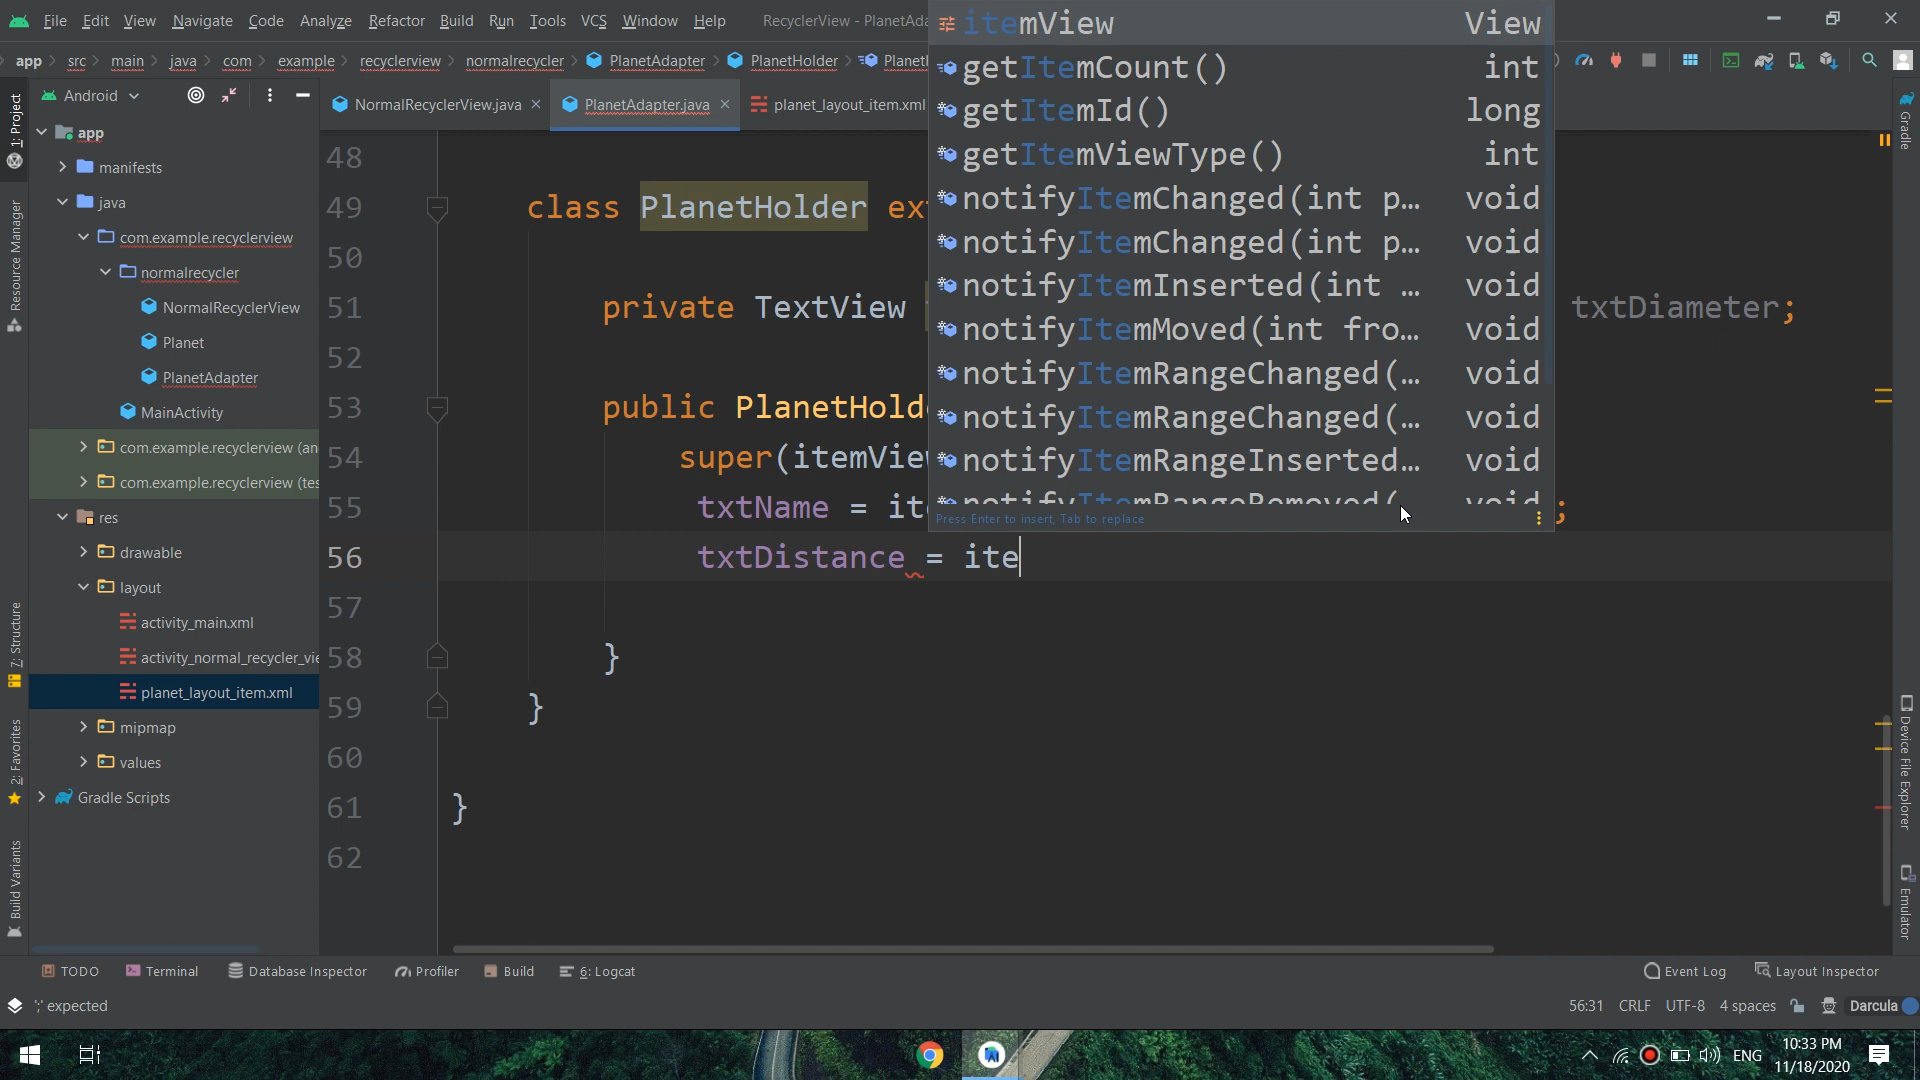 File Edit View Navigate Code Analyze Refactor Build Run Tools VCS Window Help RecyclerView - PlanetAda
app src main java com example recyclerview normalrecycler PlanetAdapter PlanetHolder Planetl
Android
NormalRecyclerView.java PlanetAdapter.java planet_layout_item.xml
1: Project
Resource Manager
7: Structure
2: Favorites
Build Variants
app
manifests
java
com.example.recyclerview
normalrecycler
NormalRecyclerView
Planet
PlanetAdapter
MainActivity
com.example.recyclerview (an
com.example.recyclerview (tes
res
drawable
layout
activity_main.xml
activity_normal_recycler_vie
planet_layout_item.xml
mipmap
values
Gradle Scripts
48
49 class PlanetHolder ext
50
51 private TextView txtDiameter;
52
53 public PlanetHolde
54 super(itemView
55 txtName = ite ;
56 txtDistance = ite
57
58 }
59 }
60
61 }
62
itemView View
getItemCount() int
getItemId() long
getItemViewType() int
notifyItemChanged(int p… void
notifyItemChanged(int p… void
notifyItemInserted(int … void
notifyItemMoved(int fro… void
notifyItemRangeChanged(… void
notifyItemRangeChanged(… void
notifyItemRangeInserted… void
notifyItemRangeRemoved( void
Press Enter to insert, Tab to replace
Gradle
Device File Explorer
Emulator
TODO Terminal Database Inspector Profiler Build 6: Logcat Event Log Layout Inspector
';' expected 56:31 CRLF UTF-8 4 spaces Darcula
ENG
10:33 PM
11/18/2020